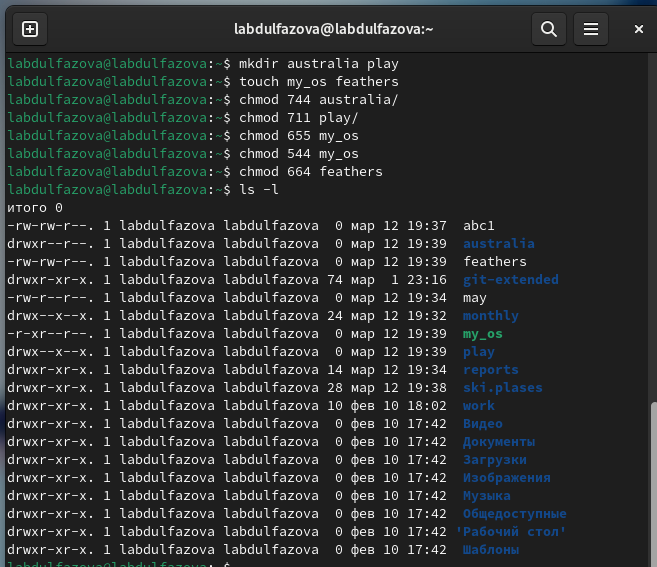 labdulfazova@labdulfazova:~
labdulfazova@labdulfazova:~$ mkdir australia play
labdulfazova@labdulfazova:~$ touch my_os feathers
labdulfazova@labdulfazova:~$ chmod 744 australia/
labdulfazova@labdulfazova:~$ chmod 711 play/
labdulfazova@labdulfazova:~$ chmod 655 my_os
labdulfazova@labdulfazova:~$ chmod 544 my_os
labdulfazova@labdulfazova:~$ chmod 664 feathers
labdulfazova@labdulfazova:~$ ls -l
итого 0
-rw-rw-r--. 1 labdulfazova labdulfazova  0 мар 12 19:37  abc1
drwxr--r--. 1 labdulfazova labdulfazova  0 мар 12 19:39  australia
-rw-rw-r--. 1 labdulfazova labdulfazova  0 мар 12 19:39  feathers
drwxr-xr-x. 1 labdulfazova labdulfazova 74 мар  1 23:16  git-extended
-rw-r--r--. 1 labdulfazova labdulfazova  0 мар 12 19:34  may
drwx--x--x. 1 labdulfazova labdulfazova 24 мар 12 19:32  monthly
-r-xr--r--. 1 labdulfazova labdulfazova  0 мар 12 19:39  my_os
drwx--x--x. 1 labdulfazova labdulfazova  0 мар 12 19:39  play
drwxr-xr-x. 1 labdulfazova labdulfazova 14 мар 12 19:34  reports
drwxr-xr-x. 1 labdulfazova labdulfazova 28 мар 12 19:38  ski.plases
drwxr-xr-x. 1 labdulfazova labdulfazova 10 фев 10 18:02  work
drwxr-xr-x. 1 labdulfazova labdulfazova  0 фев 10 17:42  Видео
drwxr-xr-x. 1 labdulfazova labdulfazova  0 фев 10 17:42  Документы
drwxr-xr-x. 1 labdulfazova labdulfazova  0 фев 10 17:42  Загрузки
drwxr-xr-x. 1 labdulfazova labdulfazova  0 фев 10 17:42  Изображения
drwxr-xr-x. 1 labdulfazova labdulfazova  0 фев 10 17:42  Музыка
drwxr-xr-x. 1 labdulfazova labdulfazova  0 фев 10 17:42  Общедоступные
drwxr-xr-x. 1 labdulfazova labdulfazova  0 фев 10 17:42 'Рабочий стол'
drwxr-xr-x. 1 labdulfazova labdulfazova  0 фев 10 17:42  Шаблоны